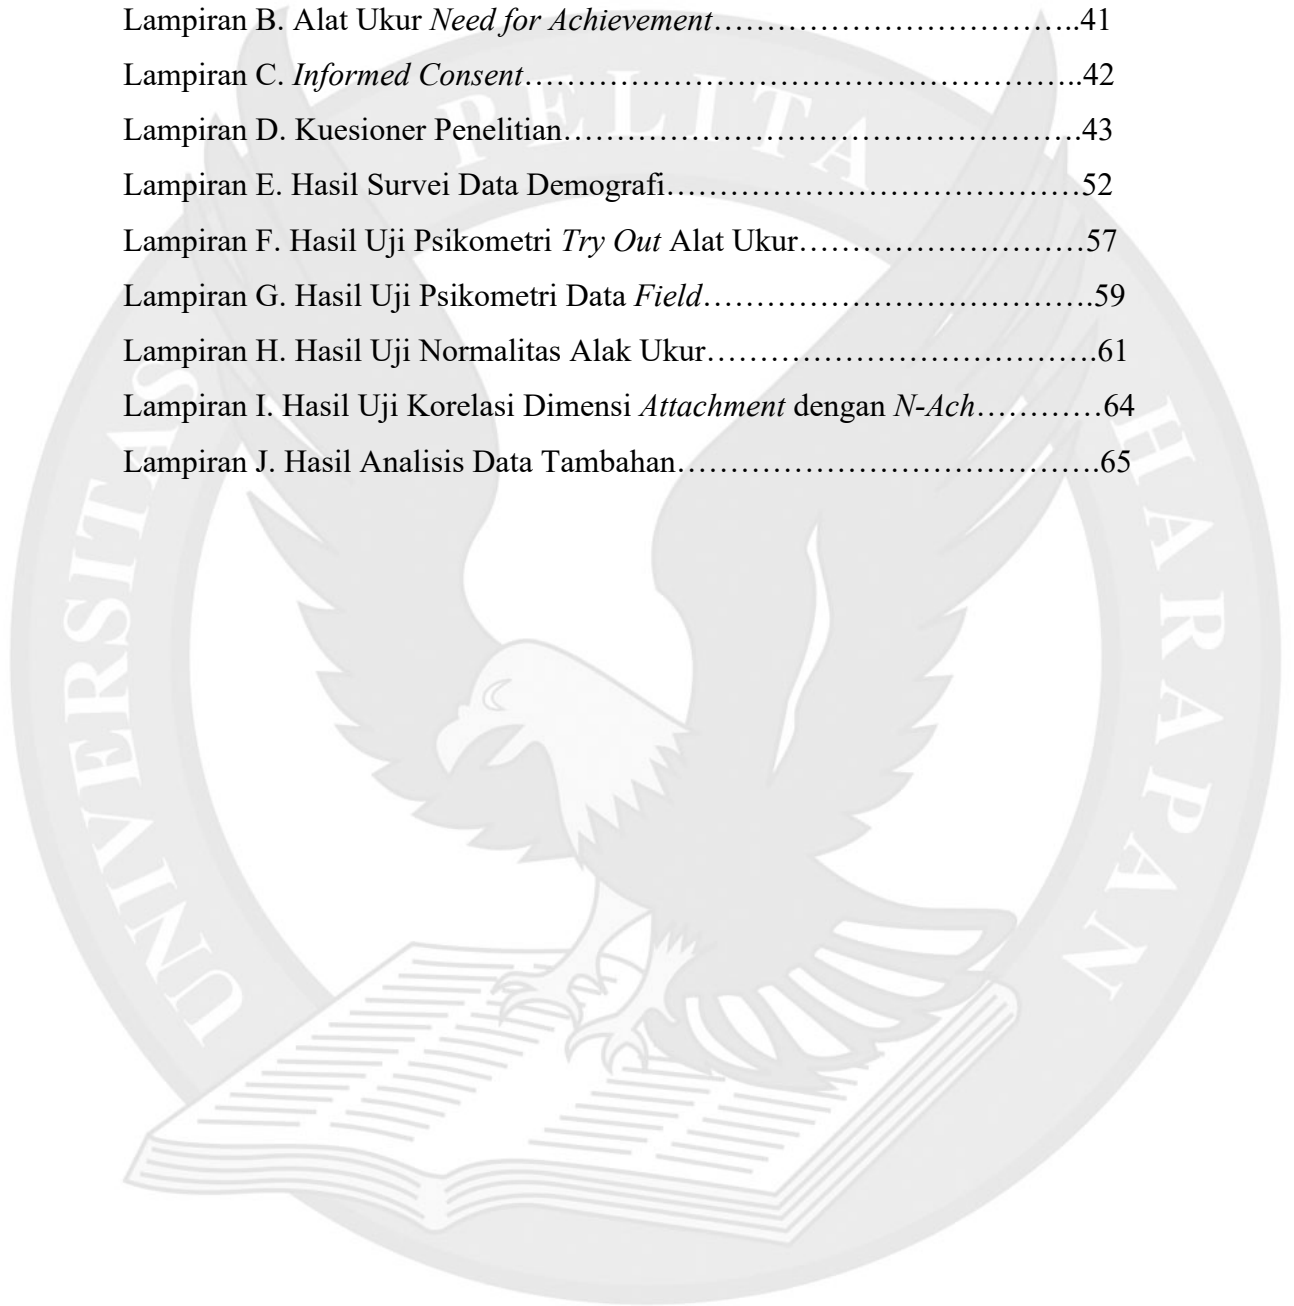 Lampiran B. Alat Ukur Need for Achievement……………………………..41
Lampiran C. Informed Consent……………………………………………………..42
Lampiran D. Kuesioner Penelitian………………………………………………43
Lampiran E. Hasil Survei Data Demografi………………………………………52
Lampiran F. Hasil Uji Psikometri Try Out Alat Ukur…………………………57
Lampiran G. Hasil Uji Psikometri Data Field…………………………………….59
Lampiran H. Hasil Uji Normalitas Alak Ukur…………………………………….61
Lampiran I. Hasil Uji Korelasi Dimensi Attachment dengan N-Ach…………64
Lampiran J. Hasil Analisis Data Tambahan……………………………………….65
UNIVERSITAS PELITA HARAPAN